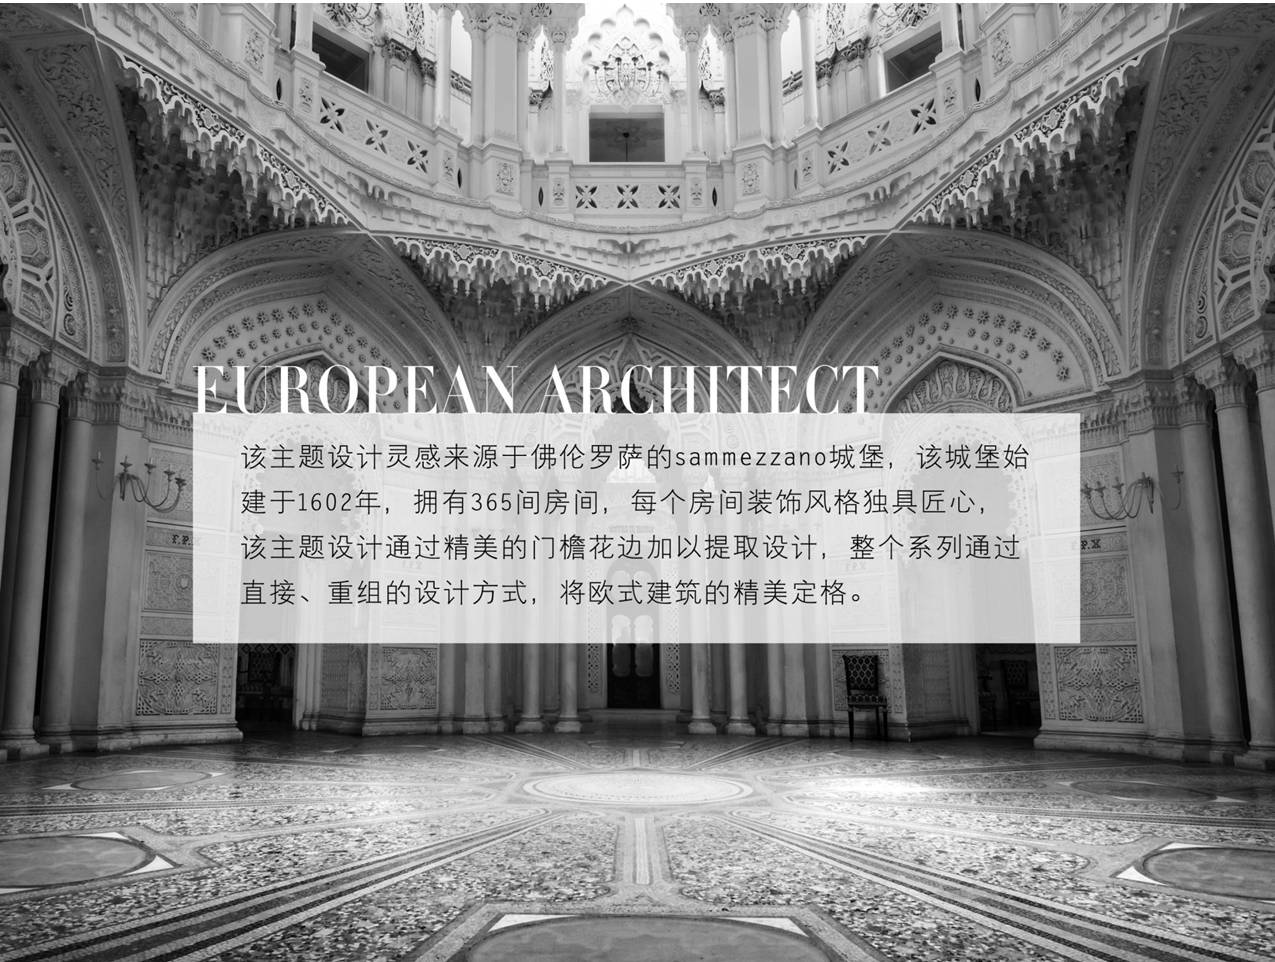 EUROPEAN ARCHITECT
该主题设计灵感来源于佛伦罗萨的sammezzano城堡，该城堡始
建于1602年，拥有365间房间，每个房间装饰风格独具匠心，
该主题设计通过精美的门檐花边加以提取设计，整个系列通过
直接、重组的设计方式，将欧式建筑的精美定格。